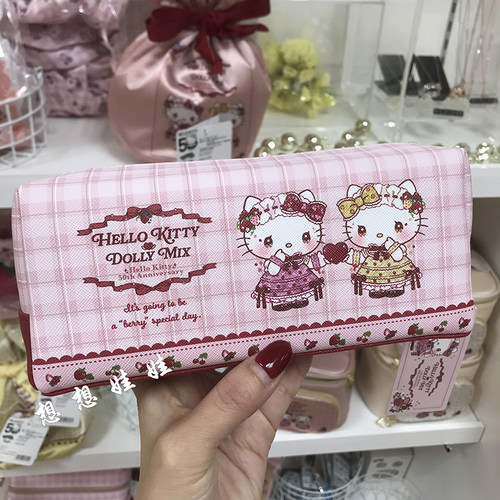 HELLO KITTY
DOLLY MIX
Hello Kitty
50th Anniversary
It's going to be
a "berry" special day.
想想娃娃